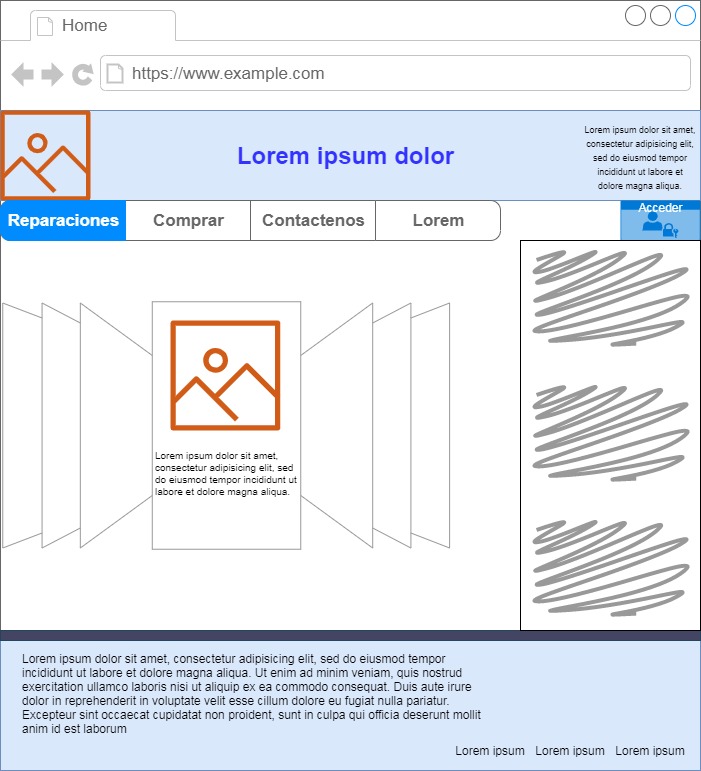 Home
https://www.example.com
Lorem ipsum dolor
Lorem ipsum dolor sit amet,
consectetur adipisicing elit,
sed do eiusmod tempor
incididunt ut labore et
dolore magna aliqua.
Reparaciones
Comprar
Contactenos
Lorem
Acceder
Lorem ipsum dolor sit amet,
consectetur adipisicing elit, sed
do eiusmod tempor incididunt ut
labore et dolore magna aliqua.
Lorem ipsum dolor sit amet, consectetur adipisicing elit, sed do eiusmod tempor
incididunt ut labore et dolore magna aliqua. Ut enim ad minim veniam, quis nostrud
exercitation ullamco laboris nisi ut aliquip ex ea commodo consequat. Duis aute irure
dolor in reprehenderit in voluptate velit esse cillum dolore eu fugiat nulla pariatur.
Excepteur sint occaecat cupidatat non proident, sunt in culpa qui officia deserunt mollit
anim id est laborum
Lorem ipsum Lorem ipsum Lorem ipsum